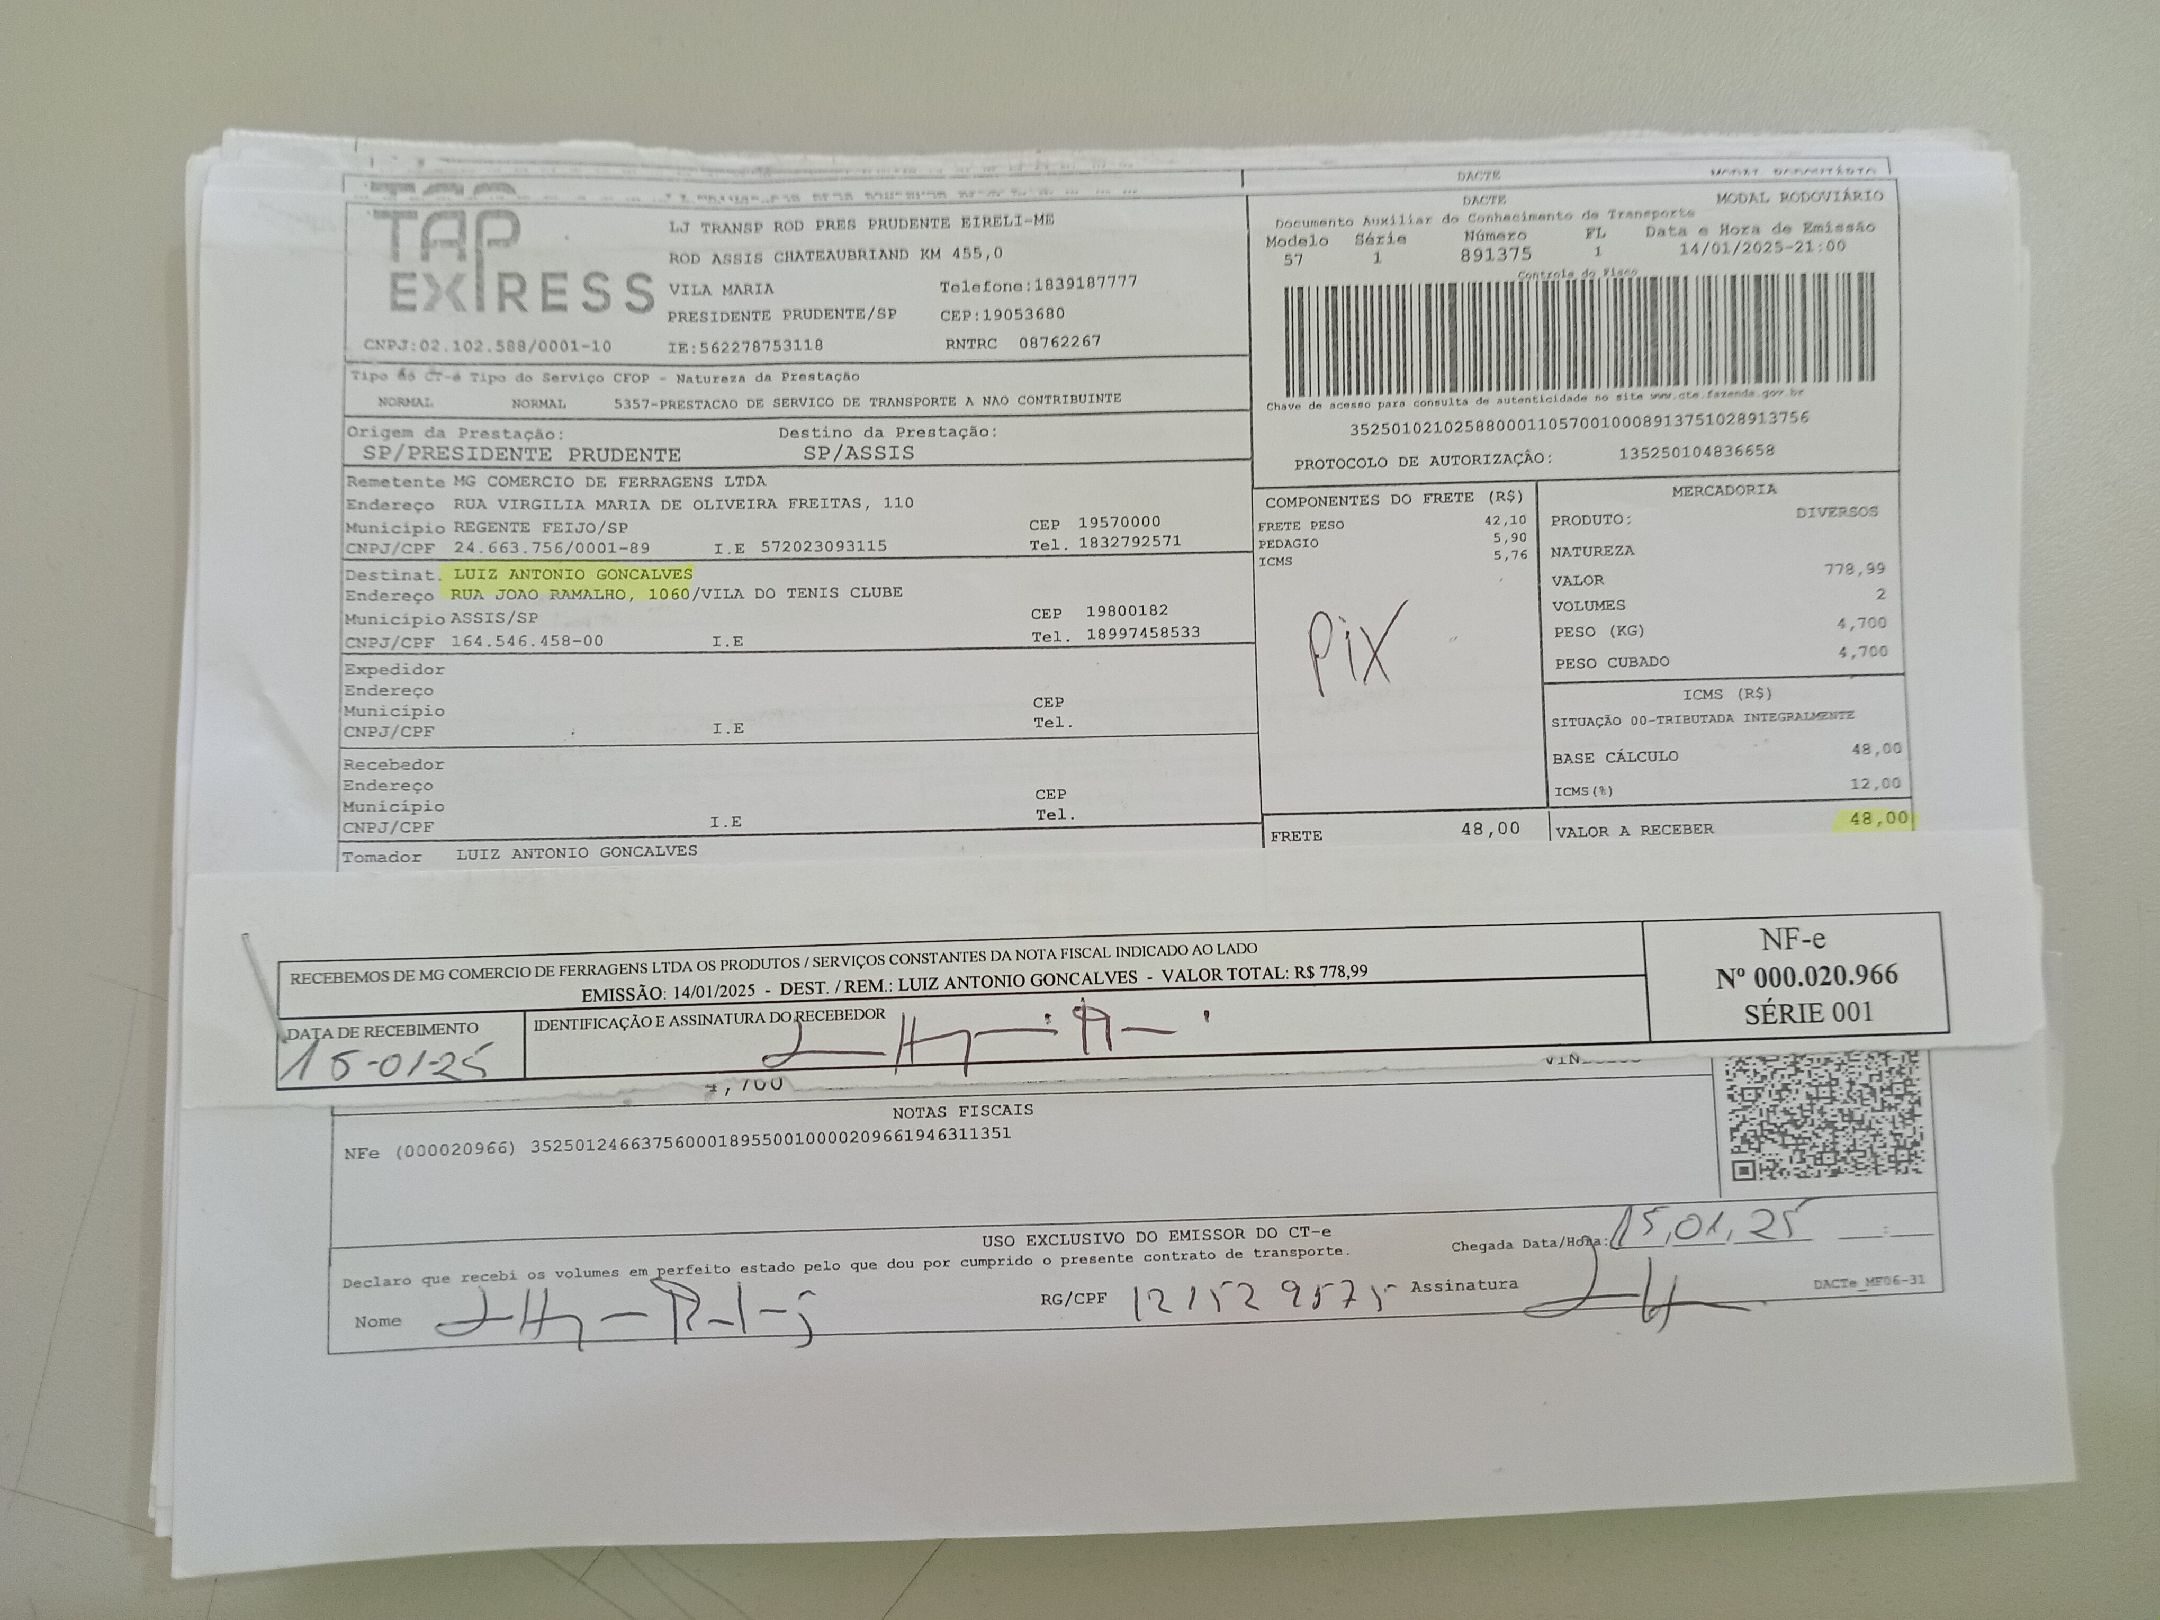 DACTE
TAP
EXPRESS
LJ TRANSP ROD PRES PRUDENTE EIRELI-ME
ROD ASSIS CHATEAUBRIAND KM 455,0
VILA MARIA Telefone:1839187777
PRESIDENTE PRUDENTE/SP CEP:19053680
CNPJ:02.102.588/0001-10 IE:562278753118 RNTRC 08762267
DACTE MODAL RODOVIÁRIO
Documento Auxiliar do Conhecimento de Transporte
Modelo Série Número FL Data e Hora de Emissão
57 1 891375 1 14/01/2025-21:00
Controle do Fisco
Chave de acesso para consulta de autenticidade no site www.cte.fazenda.gov.br
35250102102588000110570010008913751028913756
PROTOCOLO DE AUTORIZAÇÃO: 135250104836658
Tipo do CT-e Tipo do Serviço CFOP - Natureza da Prestação
NORMAL NORMAL 5357-PRESTACAO DE SERVICO DE TRANSPORTE A NAO CONTRIBUINTE
Origem da Prestação: Destino da Prestação:
SP/PRESIDENTE PRUDENTE SP/ASSIS
Remetente MG COMERCIO DE FERRAGENS LTDA
Endereço RUA VIRGILIA MARIA DE OLIVEIRA FREITAS, 110
Município REGENTE FEIJO/SP CEP 19570000
CNPJ/CPF 24.663.756/0001-89 I.E 572023093115 Tel. 1832792571
Destinat. LUIZ ANTONIO GONCALVES
Endereço RUA JOAO RAMALHO, 1060/VILA DO TENIS CLUBE
Município ASSIS/SP CEP 19800182
CNPJ/CPF 164.546.458-00 I.E Tel. 18997458533
Expedidor
Endereço
Município CEP
CNPJ/CPF I.E Tel.
Recebedor
Endereço
Município CEP
CNPJ/CPF I.E Tel.
Tomador LUIZ ANTONIO GONCALVES
COMPONENTES DO FRETE (R$)
FRETE PESO 42,10
PEDAGIO 5,90
ICMS 5,76
PIX
FRETE 48,00
MERCADORIA
PRODUTO: DIVERSOS
NATUREZA
VALOR 778,99
VOLUMES 2
PESO (KG) 4,700
PESO CUBADO 4,700
ICMS (R$)
SITUAÇÃO 00-TRIBUTADA INTEGRALMENTE
BASE CÁLCULO 48,00
ICMS(%) 12,00
VALOR A RECEBER 48,00
RECEBEMOS DE MG COMERCIO DE FERRAGENS LTDA OS PRODUTOS / SERVIÇOS CONSTANTES DA NOTA FISCAL INDICADO AO LADO
EMISSÃO: 14/01/2025 - DEST. / REM.: LUIZ ANTONIO GONCALVES - VALOR TOTAL: R$ 778,99
DATA DE RECEBIMENTO IDENTIFICAÇÃO E ASSINATURA DO RECEBEDOR
15-01-25
NF-e
Nº 000.020.966
SÉRIE 001
4,700
NOTAS FISCAIS
NFe (000020966) 35250124663756000189550010000209661946311351
USO EXCLUSIVO DO EMISSOR DO CT-e
Declaro que recebi os volumes em perfeito estado pelo que dou por cumprido o presente contrato de transporte.
Chegada Data/Hora: 15,01,25 :
Nome RG/CPF 121529575 Assinatura DACTe_MF06-31